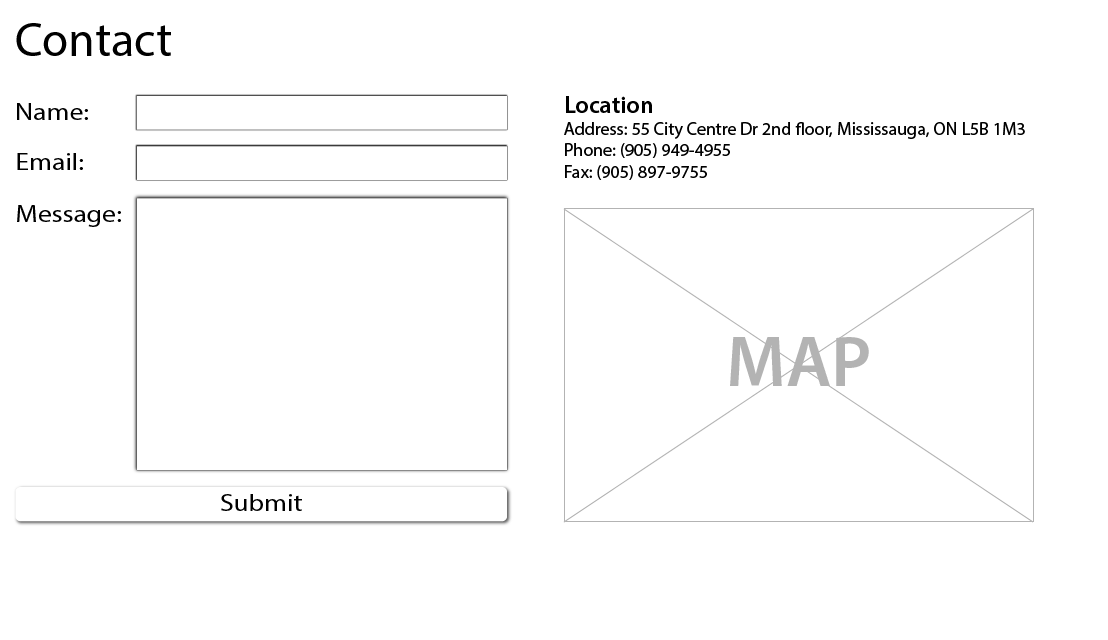 Contact
Name:
Email:
Message:
Submit
Location
Address: 55 City Centre Dr 2nd floor, Mississauga, ON L5B 1M3
Phone: (905) 949-4955
Fax: (905) 897-9755
MAP